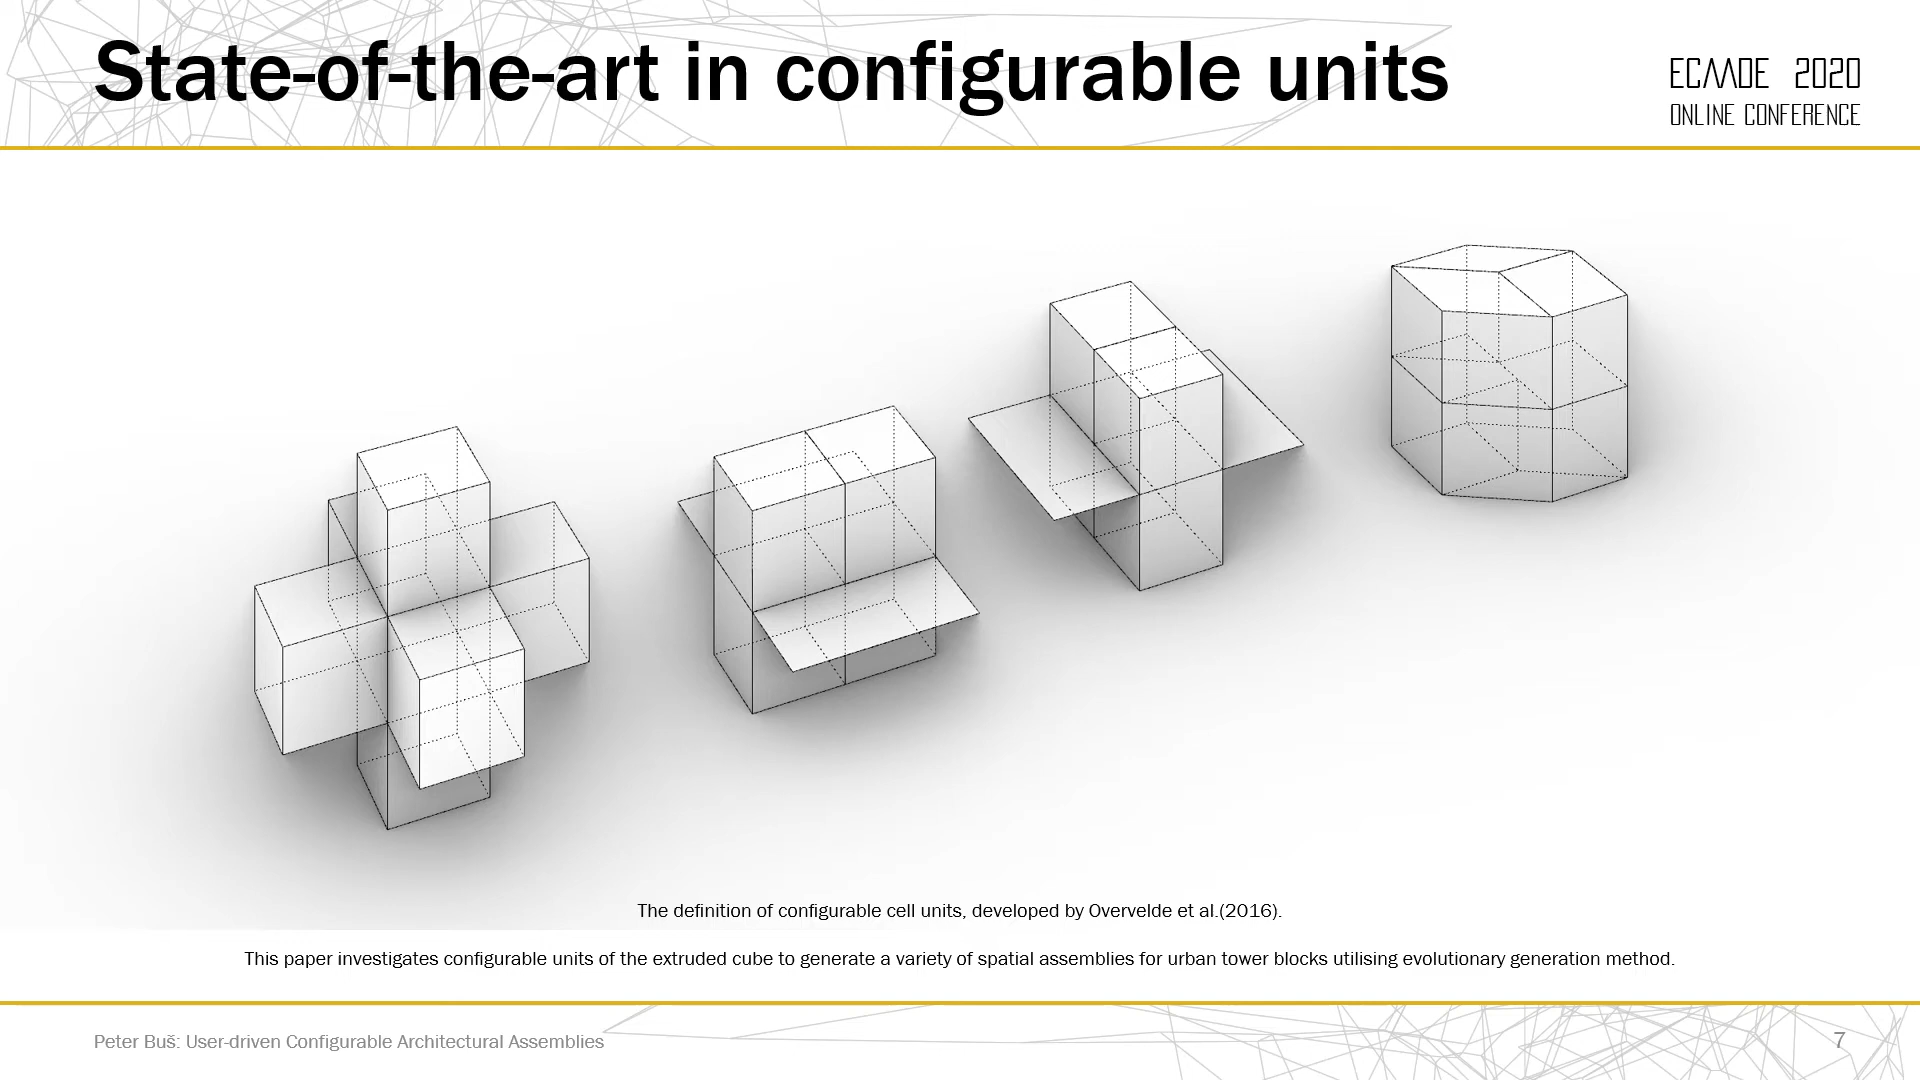 State-of-the-art in configurable units
ECAADE 2020
ONLINE CONFERENCE
The definition of configurable cell units, developed by Overvelde et al.(2016).
This paper investigates configurable units of the extruded cube to generate a variety of spatial assemblies for urban tower blocks utilising evolutionary generation method.
Peter Buš: User-driven Configurable Architectural Assemblies
7